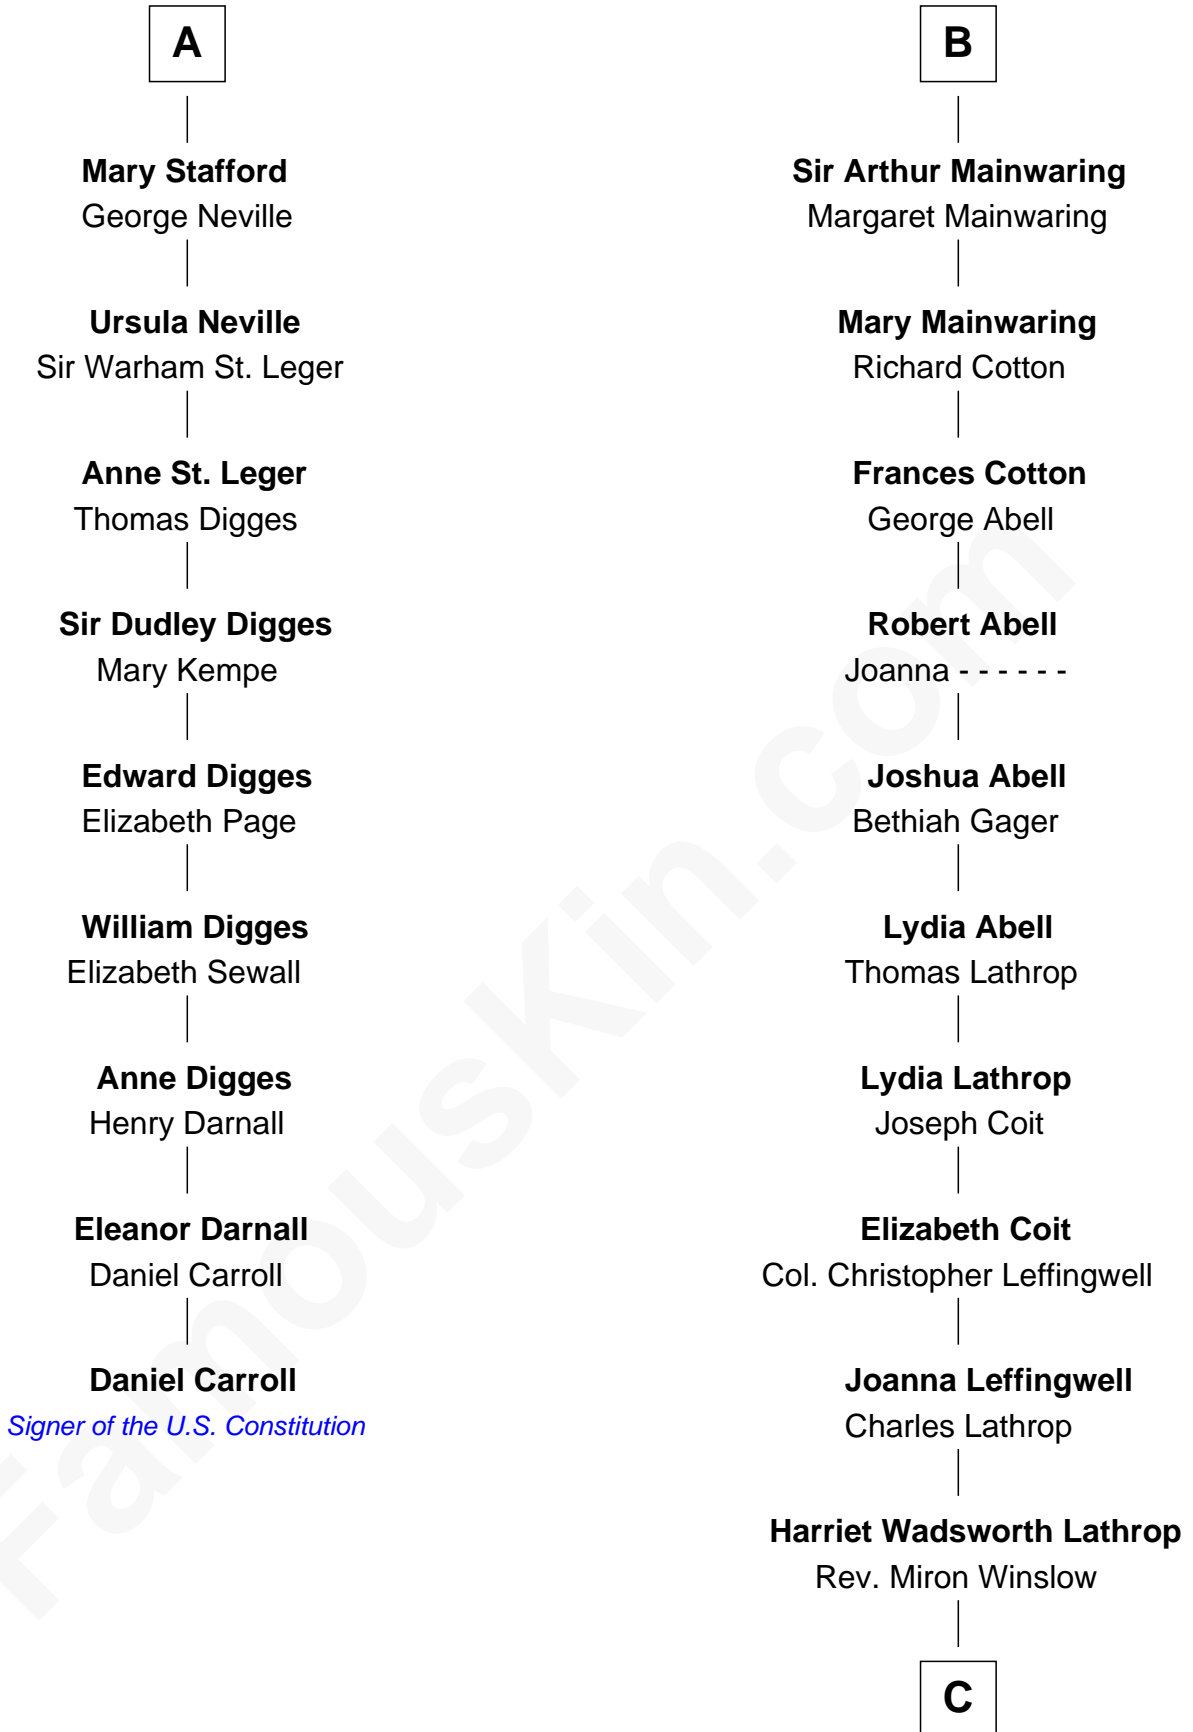 A
Mary Stafford
George Neville
Ursula Neville
Sir Warham St. Leger
Anne St. Leger
Thomas Digges
Sir Dudley Digges
Mary Kempe
Edward Digges
Elizabeth Page
William Digges
Elizabeth Sewall
Anne Digges
Henry Darnall
Eleanor Darnall
Daniel Carroll
Daniel Carroll
Signer of the U.S. Constitution
B
Sir Arthur Mainwaring
Margaret Mainwaring
Mary Mainwaring
Richard Cotton
Frances Cotton
George Abell
Robert Abell
Joanna - - - - - -
Joshua Abell
Bethiah Gager
Lydia Abell
Thomas Lathrop
Lydia Lathrop
Joseph Coit
Elizabeth Coit
Col. Christopher Leffingwell
Joanna Leffingwell
Charles Lathrop
Harriet Wadsworth Lathrop
Rev. Miron Winslow
C
FamousKin.com